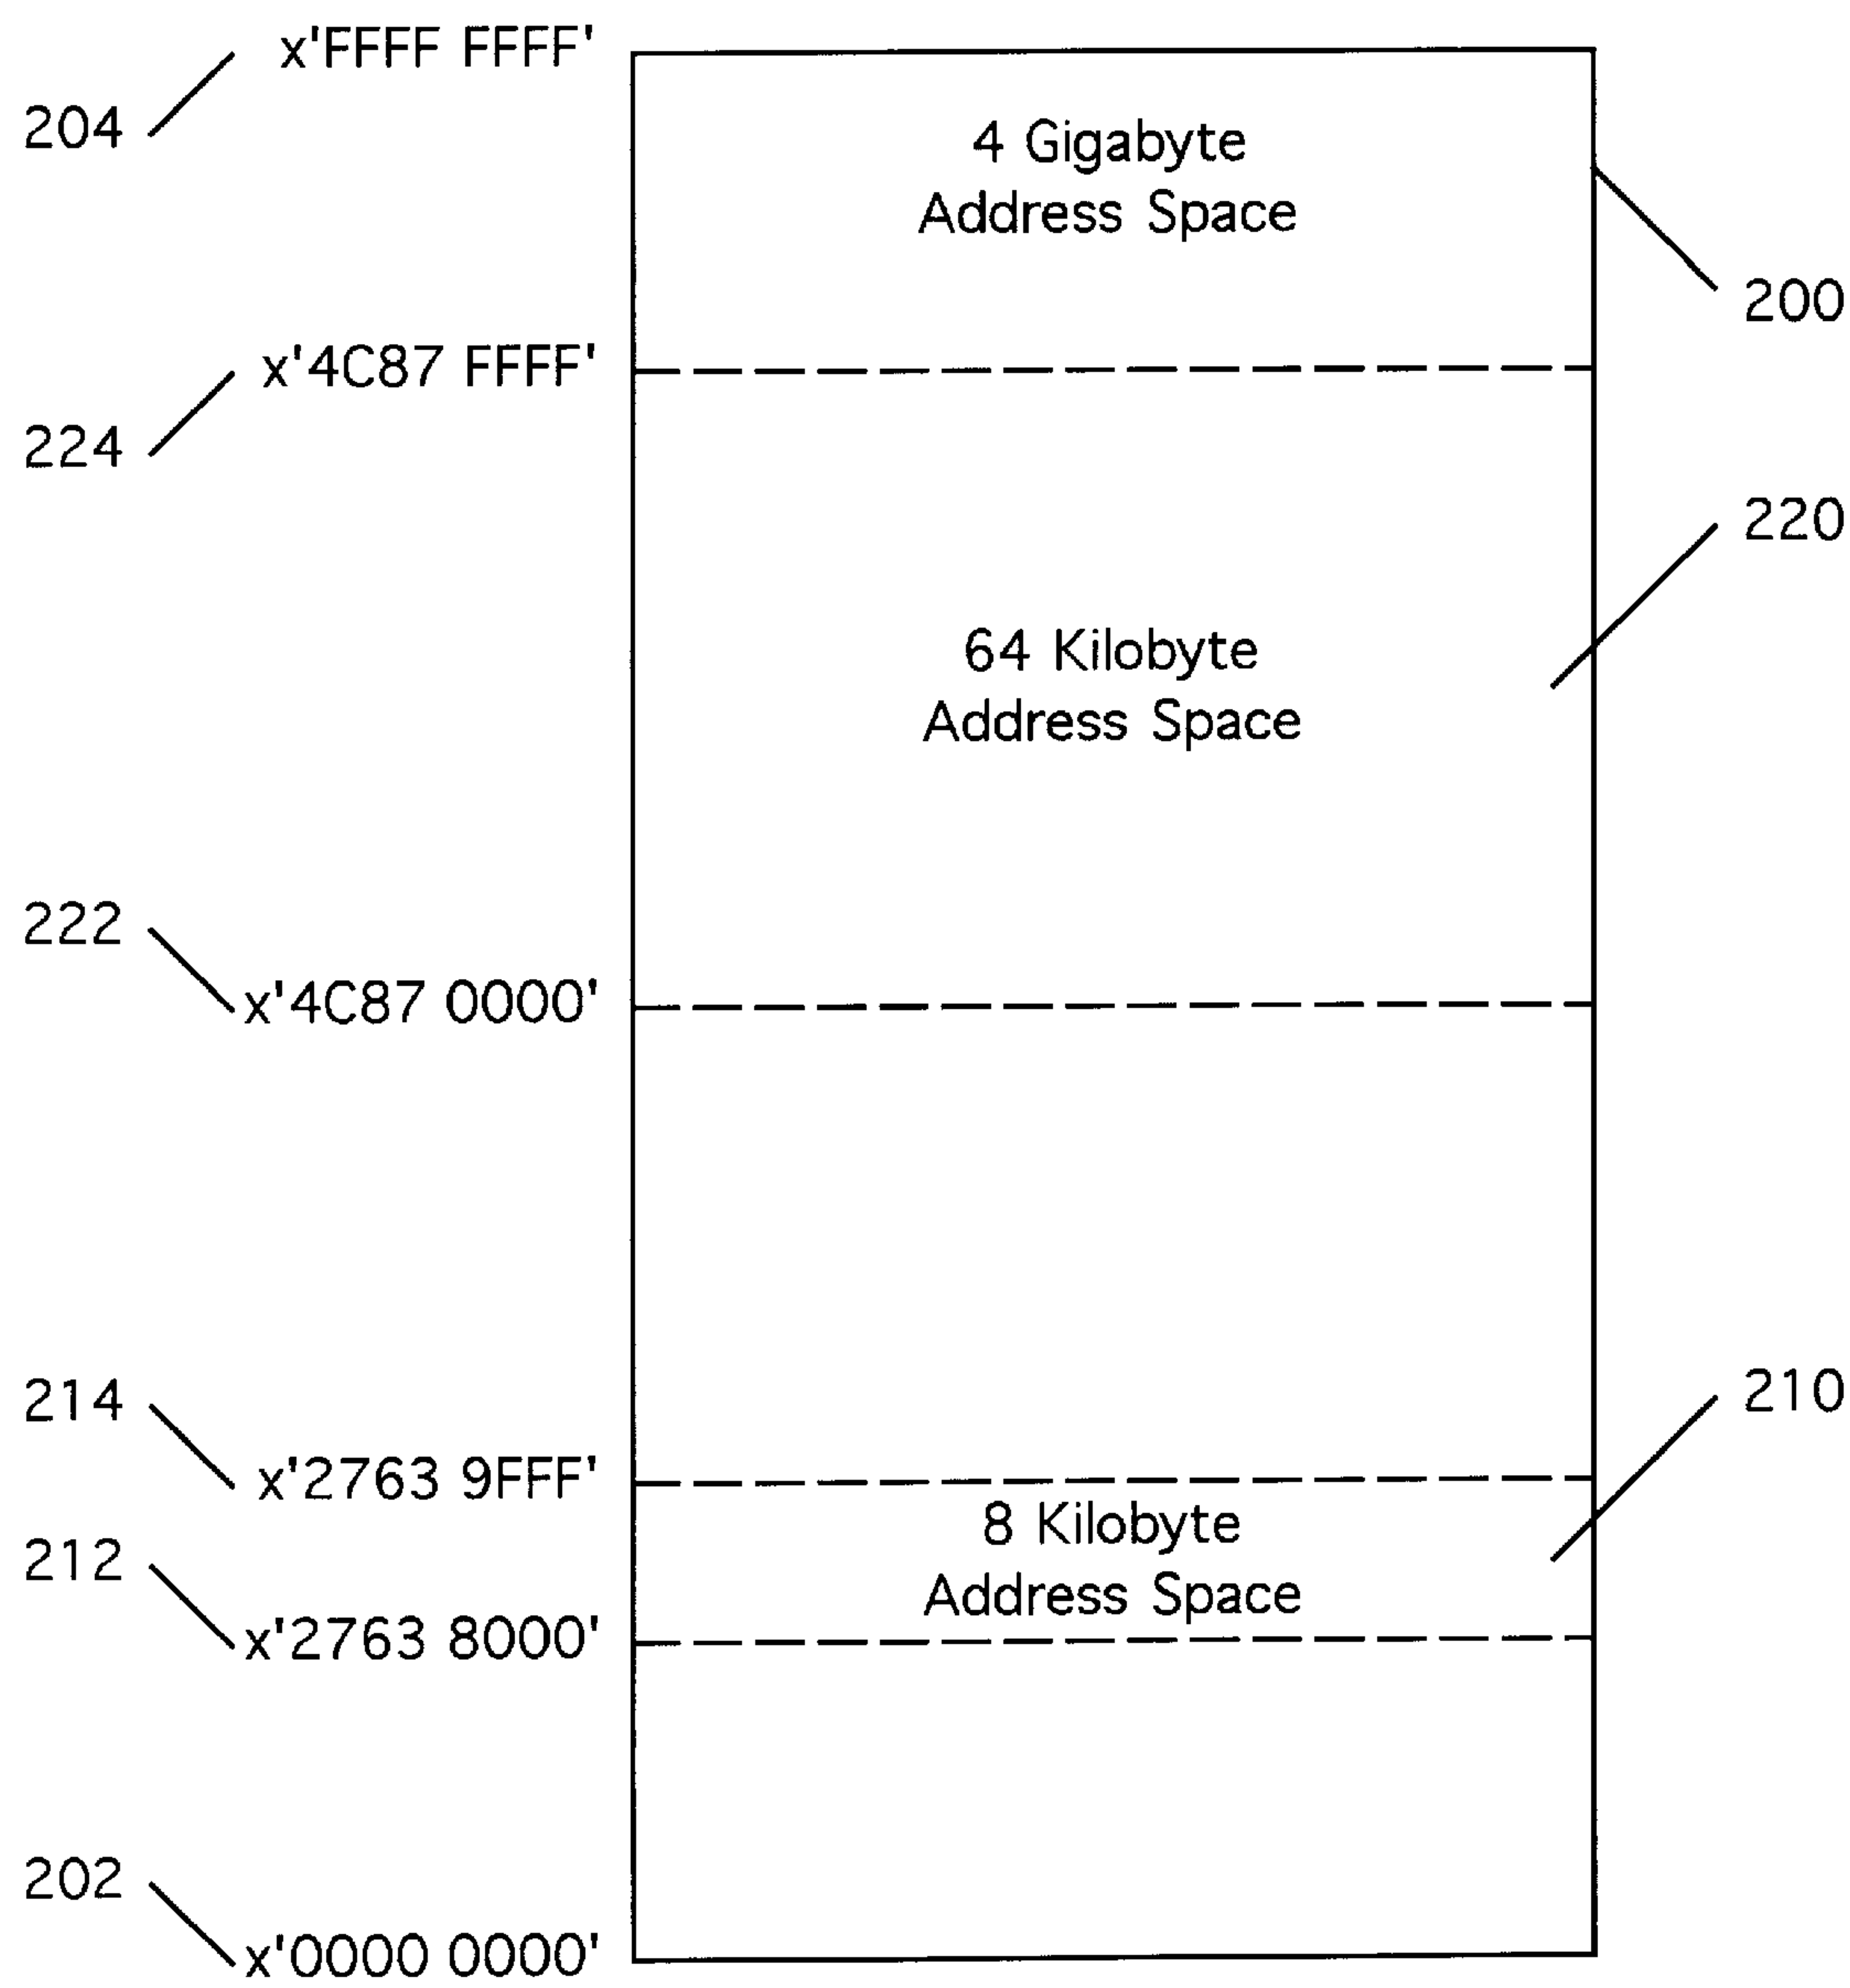 x'FFFF FFFF'
204
4 Gigabyte
Address Space
200
x'4C87 FFFF'
224
220
64 Kilobyte
Address Space
222
x'4C87 0000'
214
210
x'2763 9FFF'
8 Kilobyte
212
Address Space
x'2763 8000'
202
x'0000 0000'